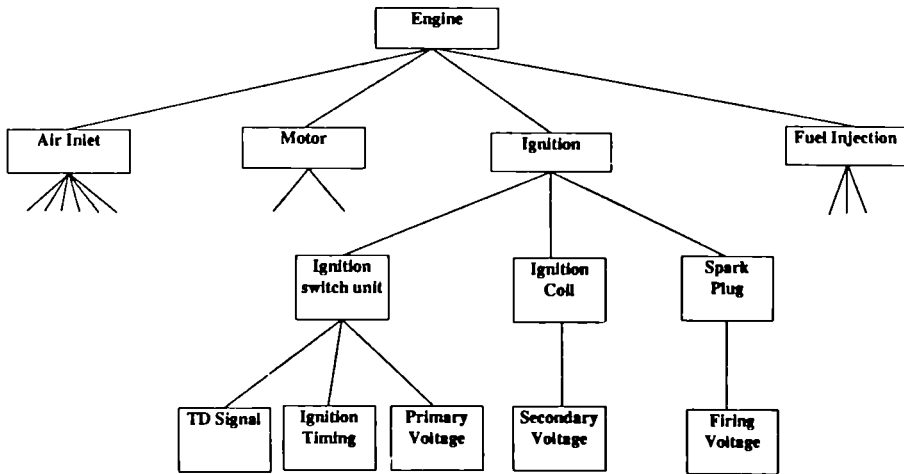 Engine
Air Inlet
Motor
Ignition
Fuel Injection
Ignition
switch unit
Ignition
Coil
Spark
Plug
TD Signal
Ignition
Timing
Primary
Voltage
Secondary
Voltage
Firing
Voltage